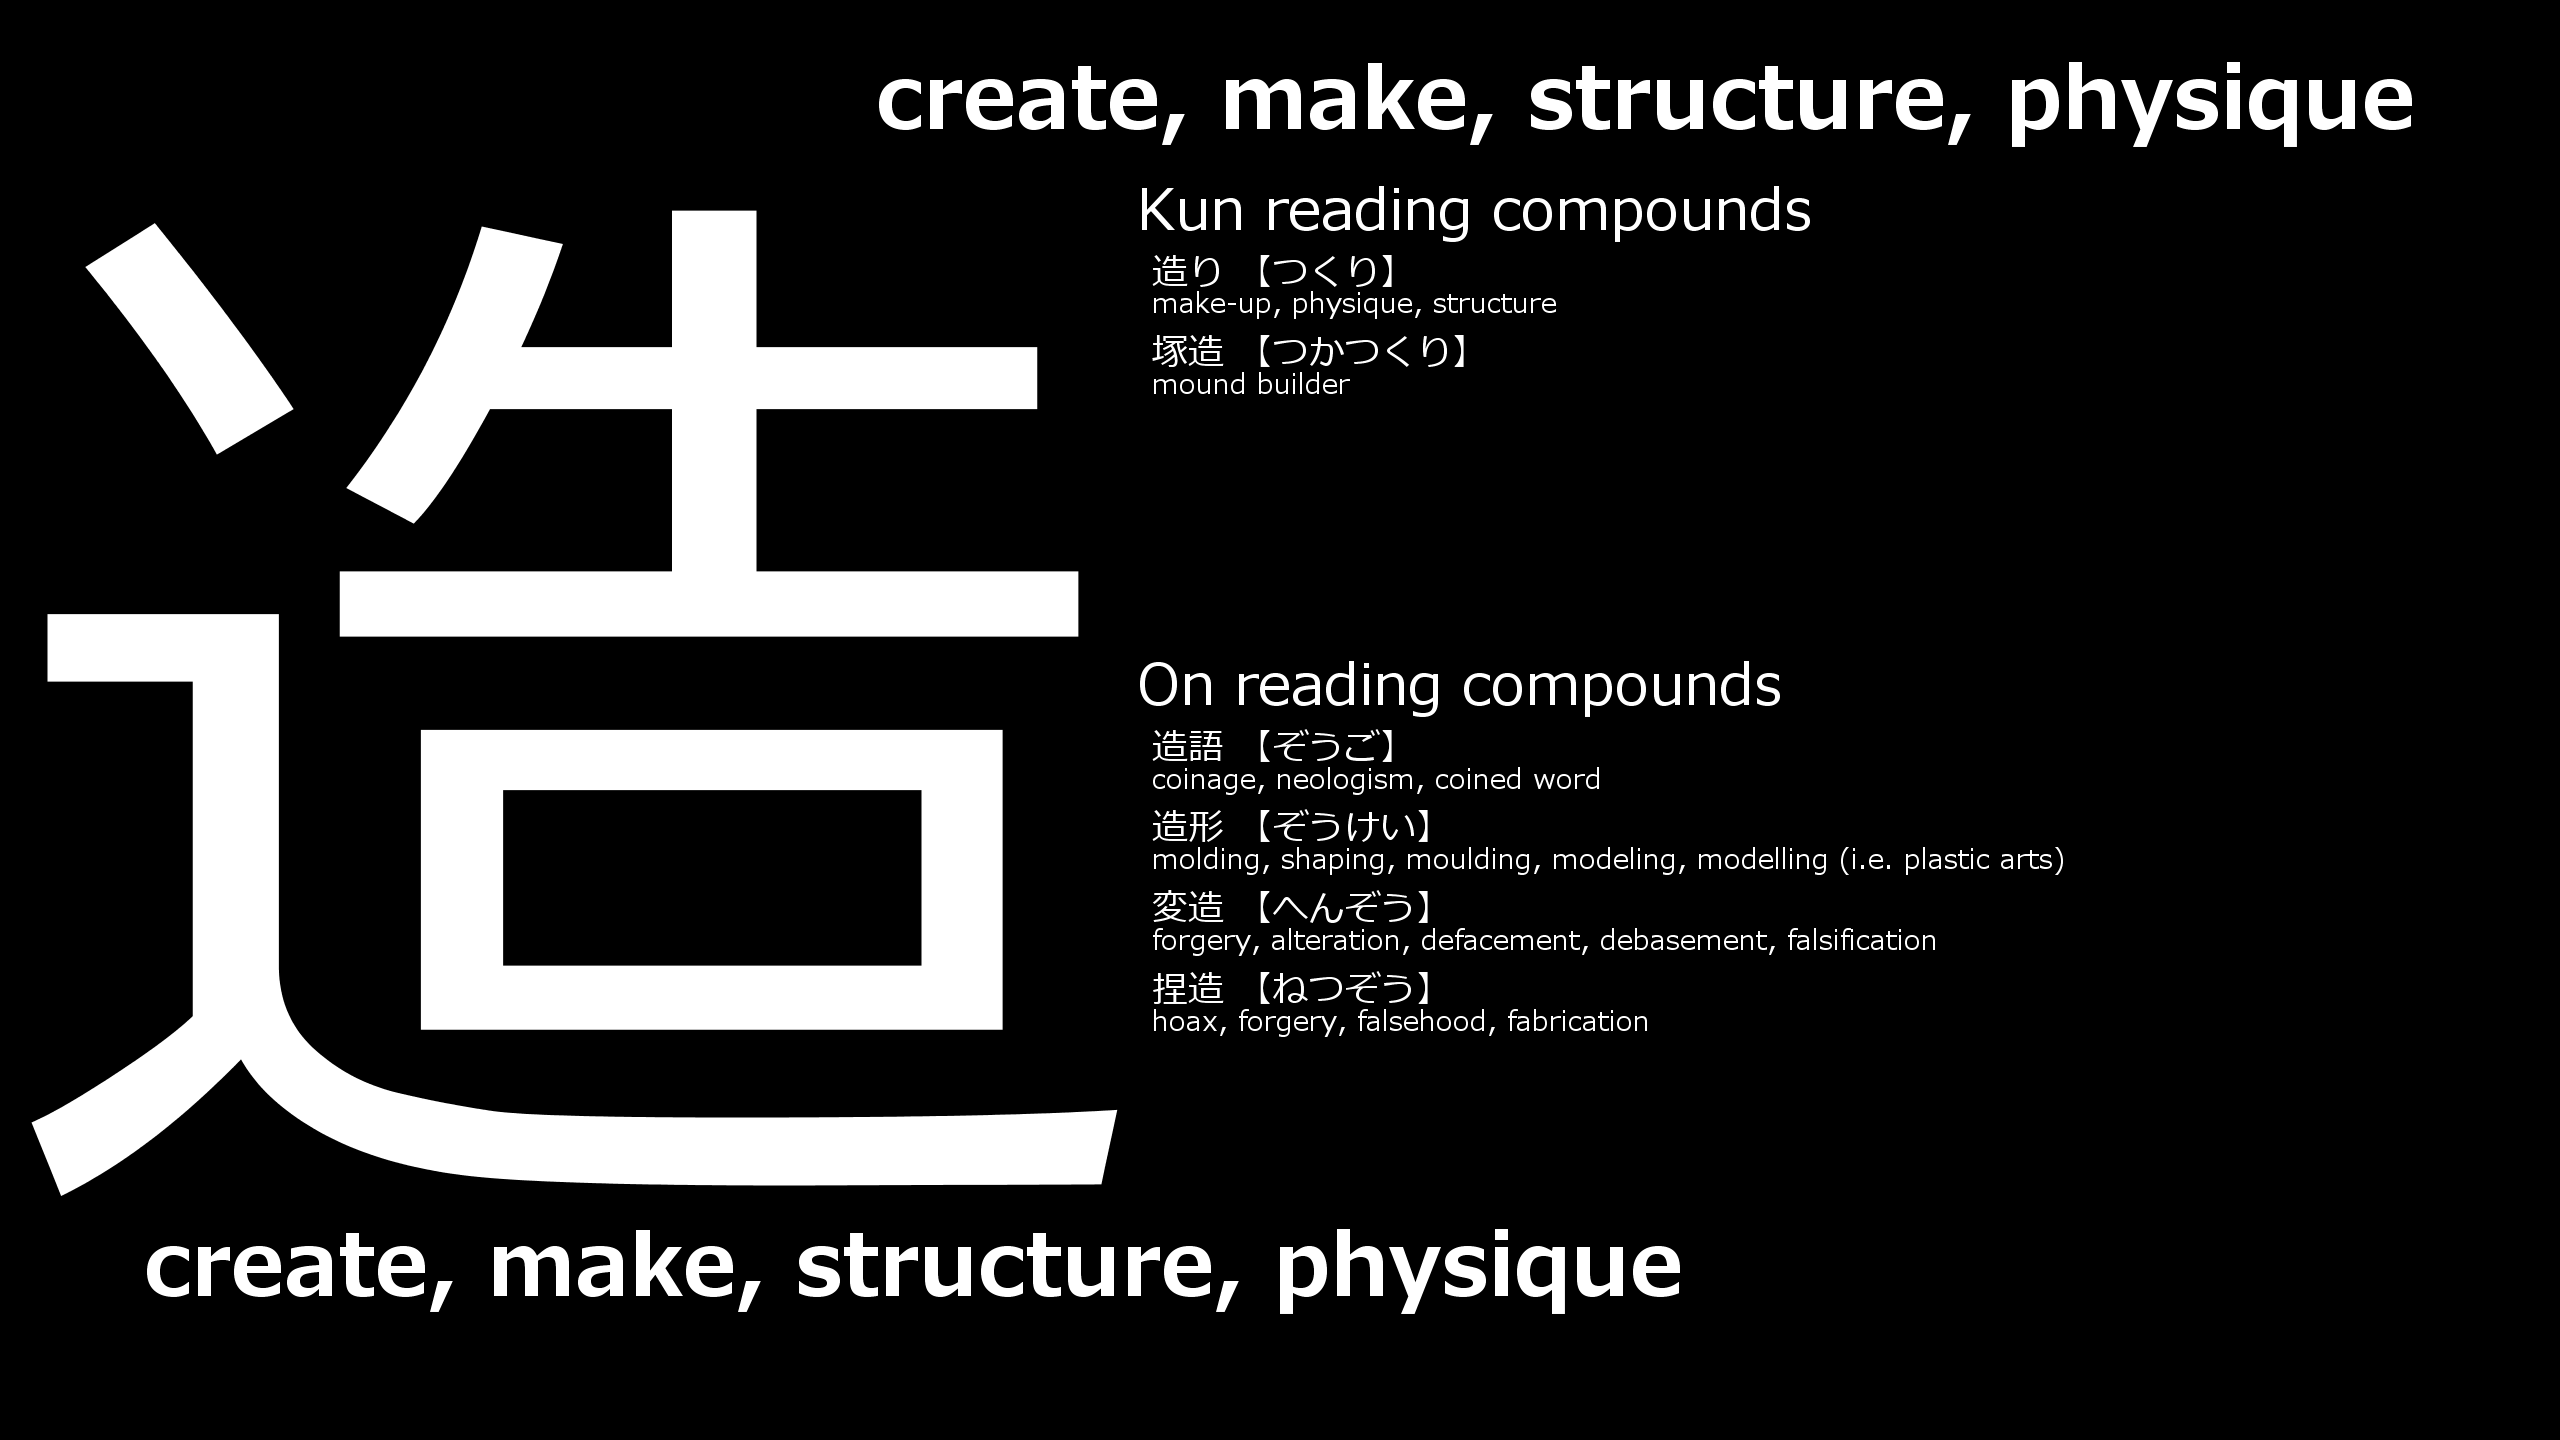 create, make, structure, physique
造
Kun reading compounds
造り 【つくり】
make-up, physique, structure
塚造 【つかつくり】
mound builder
On reading compounds
造語 【ぞうご】
coinage, neologism, coined word
造形 【ぞうけい】
molding, shaping, moulding, modeling, modelling (i.e. plastic arts)
変造 【へんぞう】
forgery, alteration, defacement, debasement, falsification
捏造 【ねつぞう】
hoax, forgery, falsehood, fabrication
create, make, structure, physique